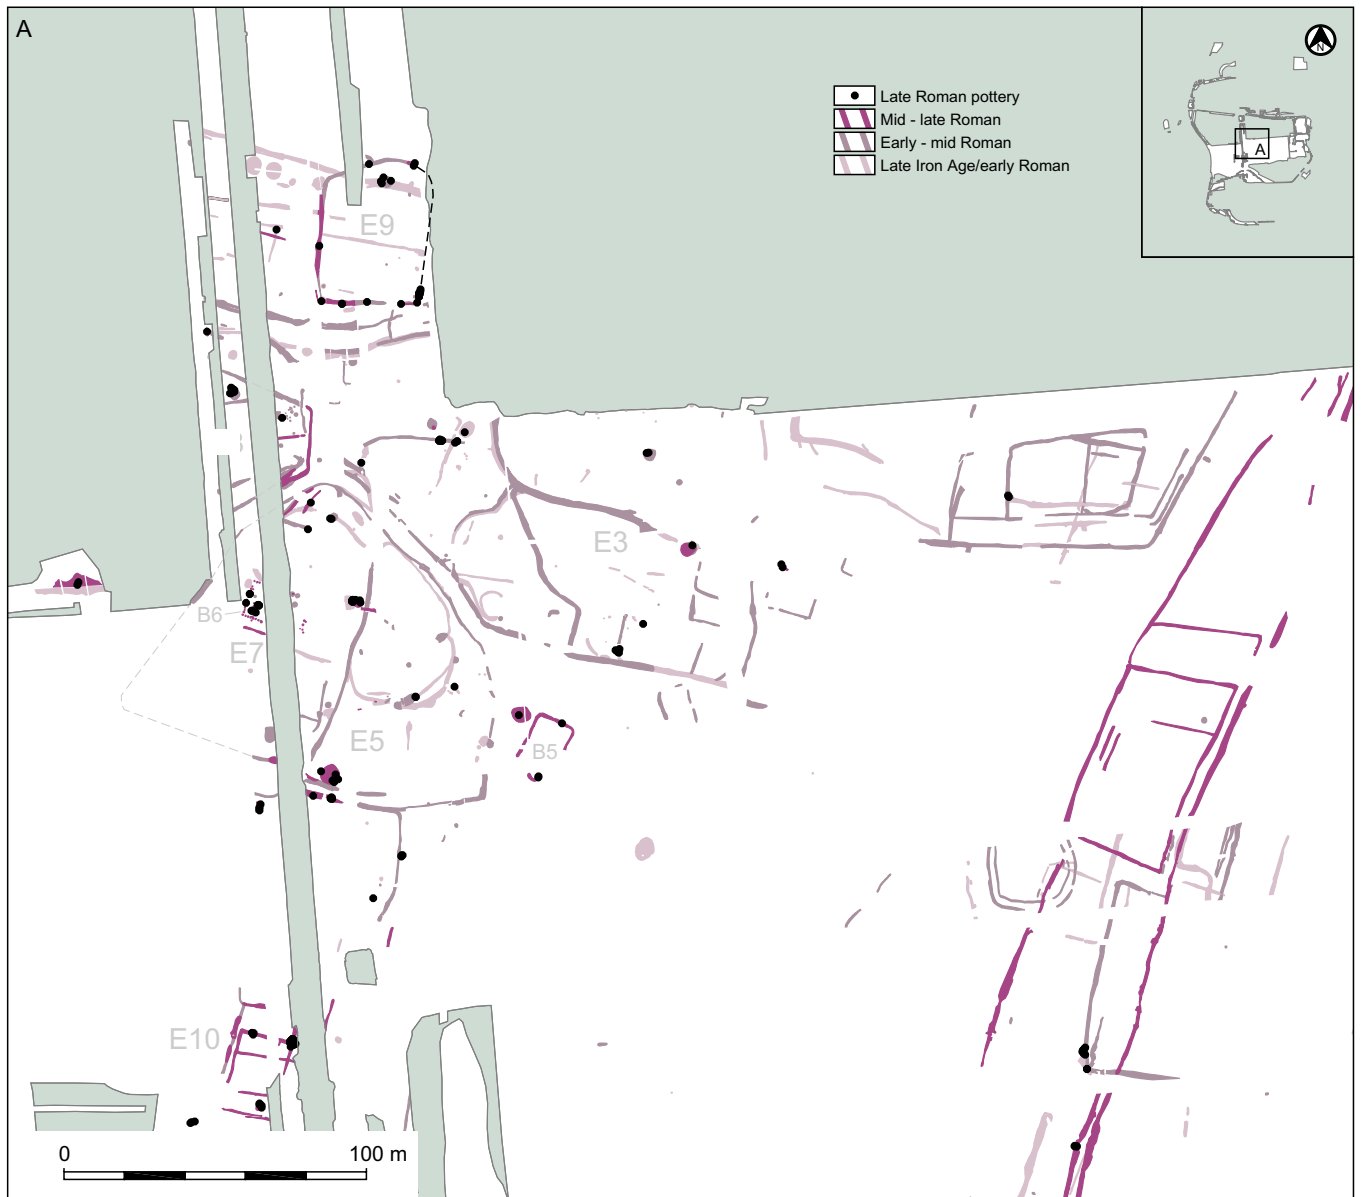 A
N
A
Late Roman pottery
Mid - late Roman
Early - mid Roman
Late Iron Age/early Roman
E9
E3
B6
E7
E5
B5
E10
0 100 m